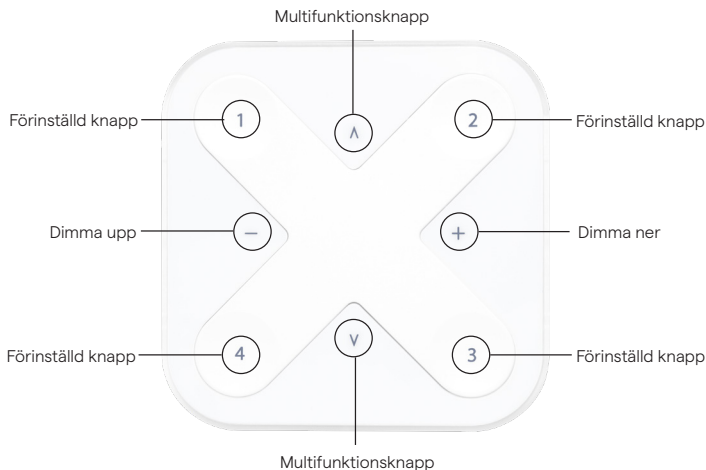 Multifunktionsknapp
Förinställd knapp 1 ∧ 2 Förinställd knapp
Dimma upp − + Dimma ner
Förinställd knapp 4 ∨ 3 Förinställd knapp
Multifunktionsknapp